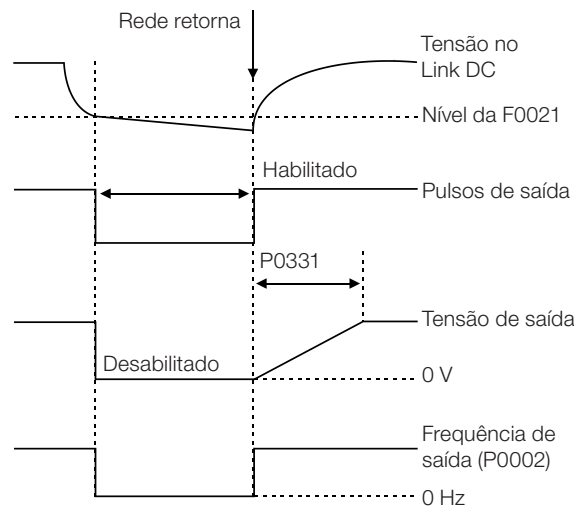 Rede retorna
Tensão no
Link DC
Nível da F0021
Habilitado
Pulsos de saída
P0331
Tensão de saída
Desabilitado
0 V
Frequência de
saída (P0002)
0 Hz